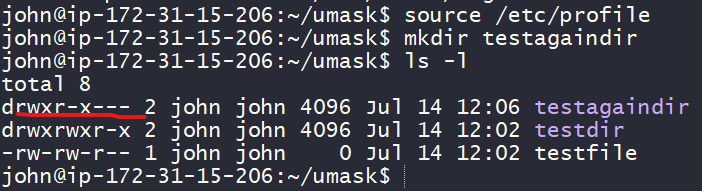 john@ip-172-31-15-206:~/umask$ source /etc/profile
john@ip-172-31-15-206:~/umask$ mkdir testagaindir
john@ip-172-31-15-206:~/umask$ ls -l
total 8
drwxr-x--- 2 john john 4096 Jul 14 12:06 testagaindir
drwxrwxr-x 2 john john 4096 Jul 14 12:02 testdir
-rw-rw-r-- 1 john john    0 Jul 14 12:02 testfile
john@ip-172-31-15-206:~/umask$